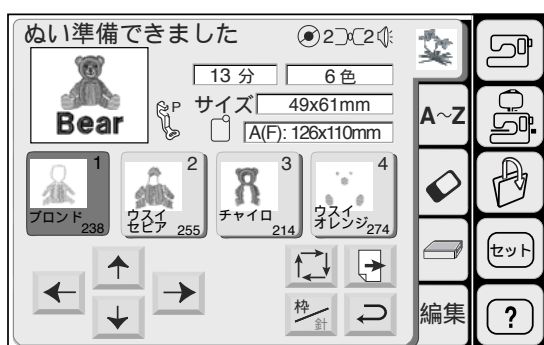 ぬい準備できました
2 2
13 分
6 色
Bear
P
サイズ
49x61mm
A(F): 126x110mm
A~Z
1
ブロンド
238
2
ウスイ
セピア
255
3
チャイロ
214
4
ウスイ
オレンジ
274
枠
針
編集
セット
?